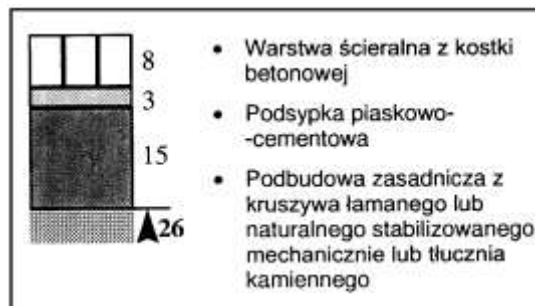 8
3
15
26
• Warstwa ścieralna z kostki
betonowej
• Podsypka piaskowo-
-cementowa
• Podbudowa zasadnicza z
kruszywa łamanego lub
naturalnego stabilizowanego
mechanicznie lub tłucznia
kamiennego